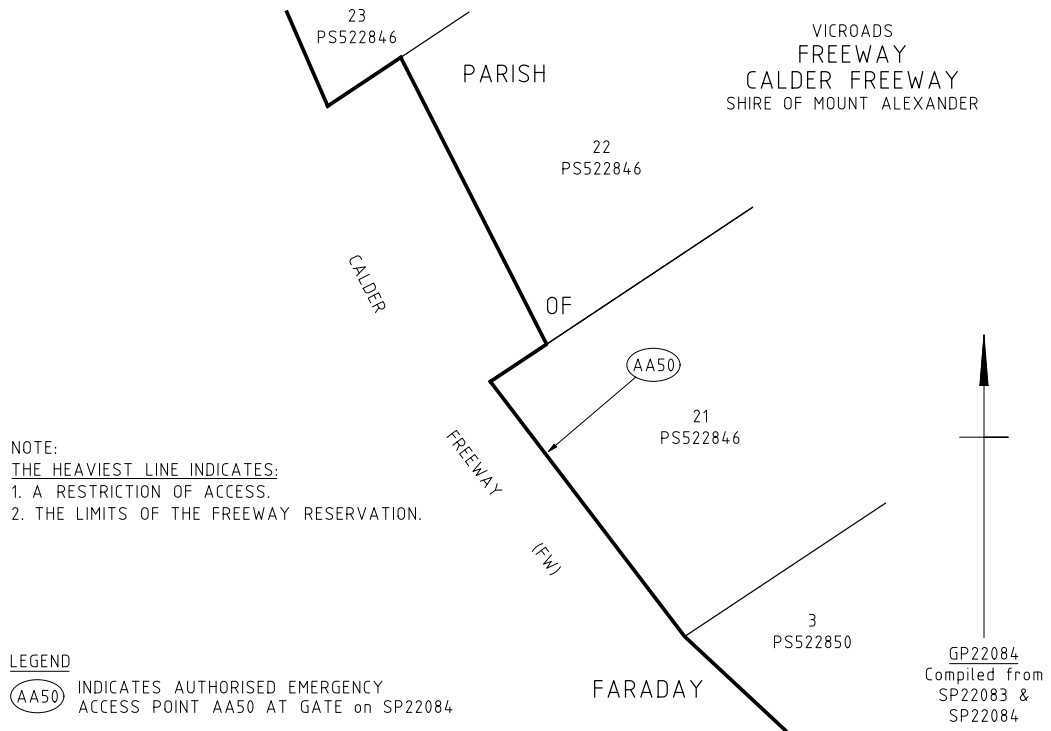 23
PS522846
VICROADS
FREEWAY
CALDER FREEWAY
SHIRE OF MOUNT ALEXANDER
PARISH
22
PS522846
CALDER
OF
AA50
21
PS522846
FREEWAY
NOTE:
THE HEAVIEST LINE INDICATES:
1. A RESTRICTION OF ACCESS.
2. THE LIMITS OF THE FREEWAY RESERVATION.
(FW)
3
PS522850
FARADAY
LEGEND
AA50 INDICATES AUTHORISED EMERGENCY
ACCESS POINT AA50 AT GATE on SP22084
GP22084
Compiled from
SP22083 &
SP22084